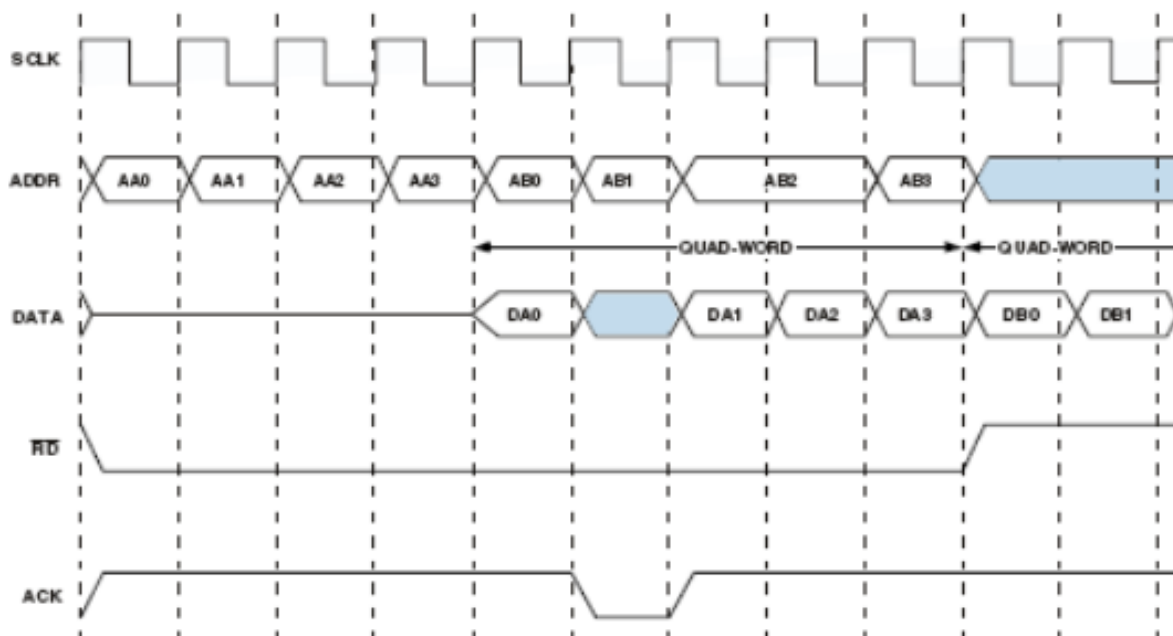 SCLK
ADDR AA0 AA1 AA2 AA3 AB0 AB1 AB2 AB3
QUAD-WORD QUAD-WORD
DATA DA0 DA1 DA2 DA3 DB0 DB1
RD
ACK